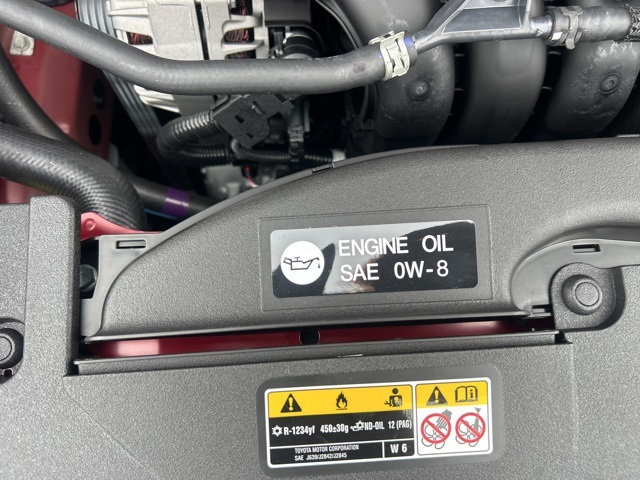 ENGINE OIL
SAE 0W-8
R-1234yf 450±30g ND-OIL 12 (PAG)
TOYOTA MOTOR CORPORATION
SAE J639/J2842/J2845
W 6